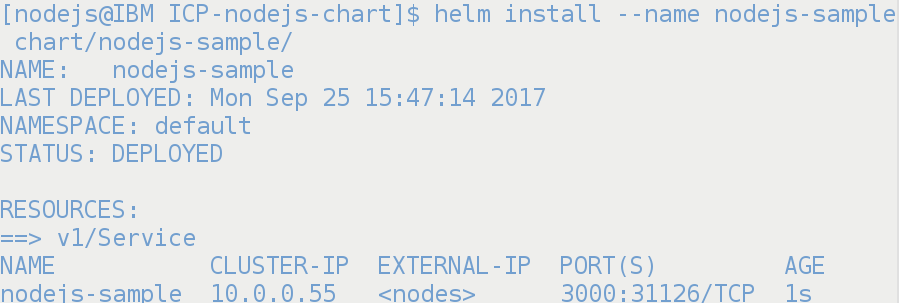 [nodejs@IBM ICP-nodejs-chart]$ helm install --name nodejs-sample
chart/nodejs-sample/
NAME:   nodejs-sample
LAST DEPLOYED: Mon Sep 25 15:47:14 2017
NAMESPACE: default
STATUS: DEPLOYED

RESOURCES:
==> v1/Service
NAME           CLUSTER-IP  EXTERNAL-IP  PORT(S)         AGE
nodejs-sample  10.0.0.55   <nodes>      3000:31126/TCP  1s